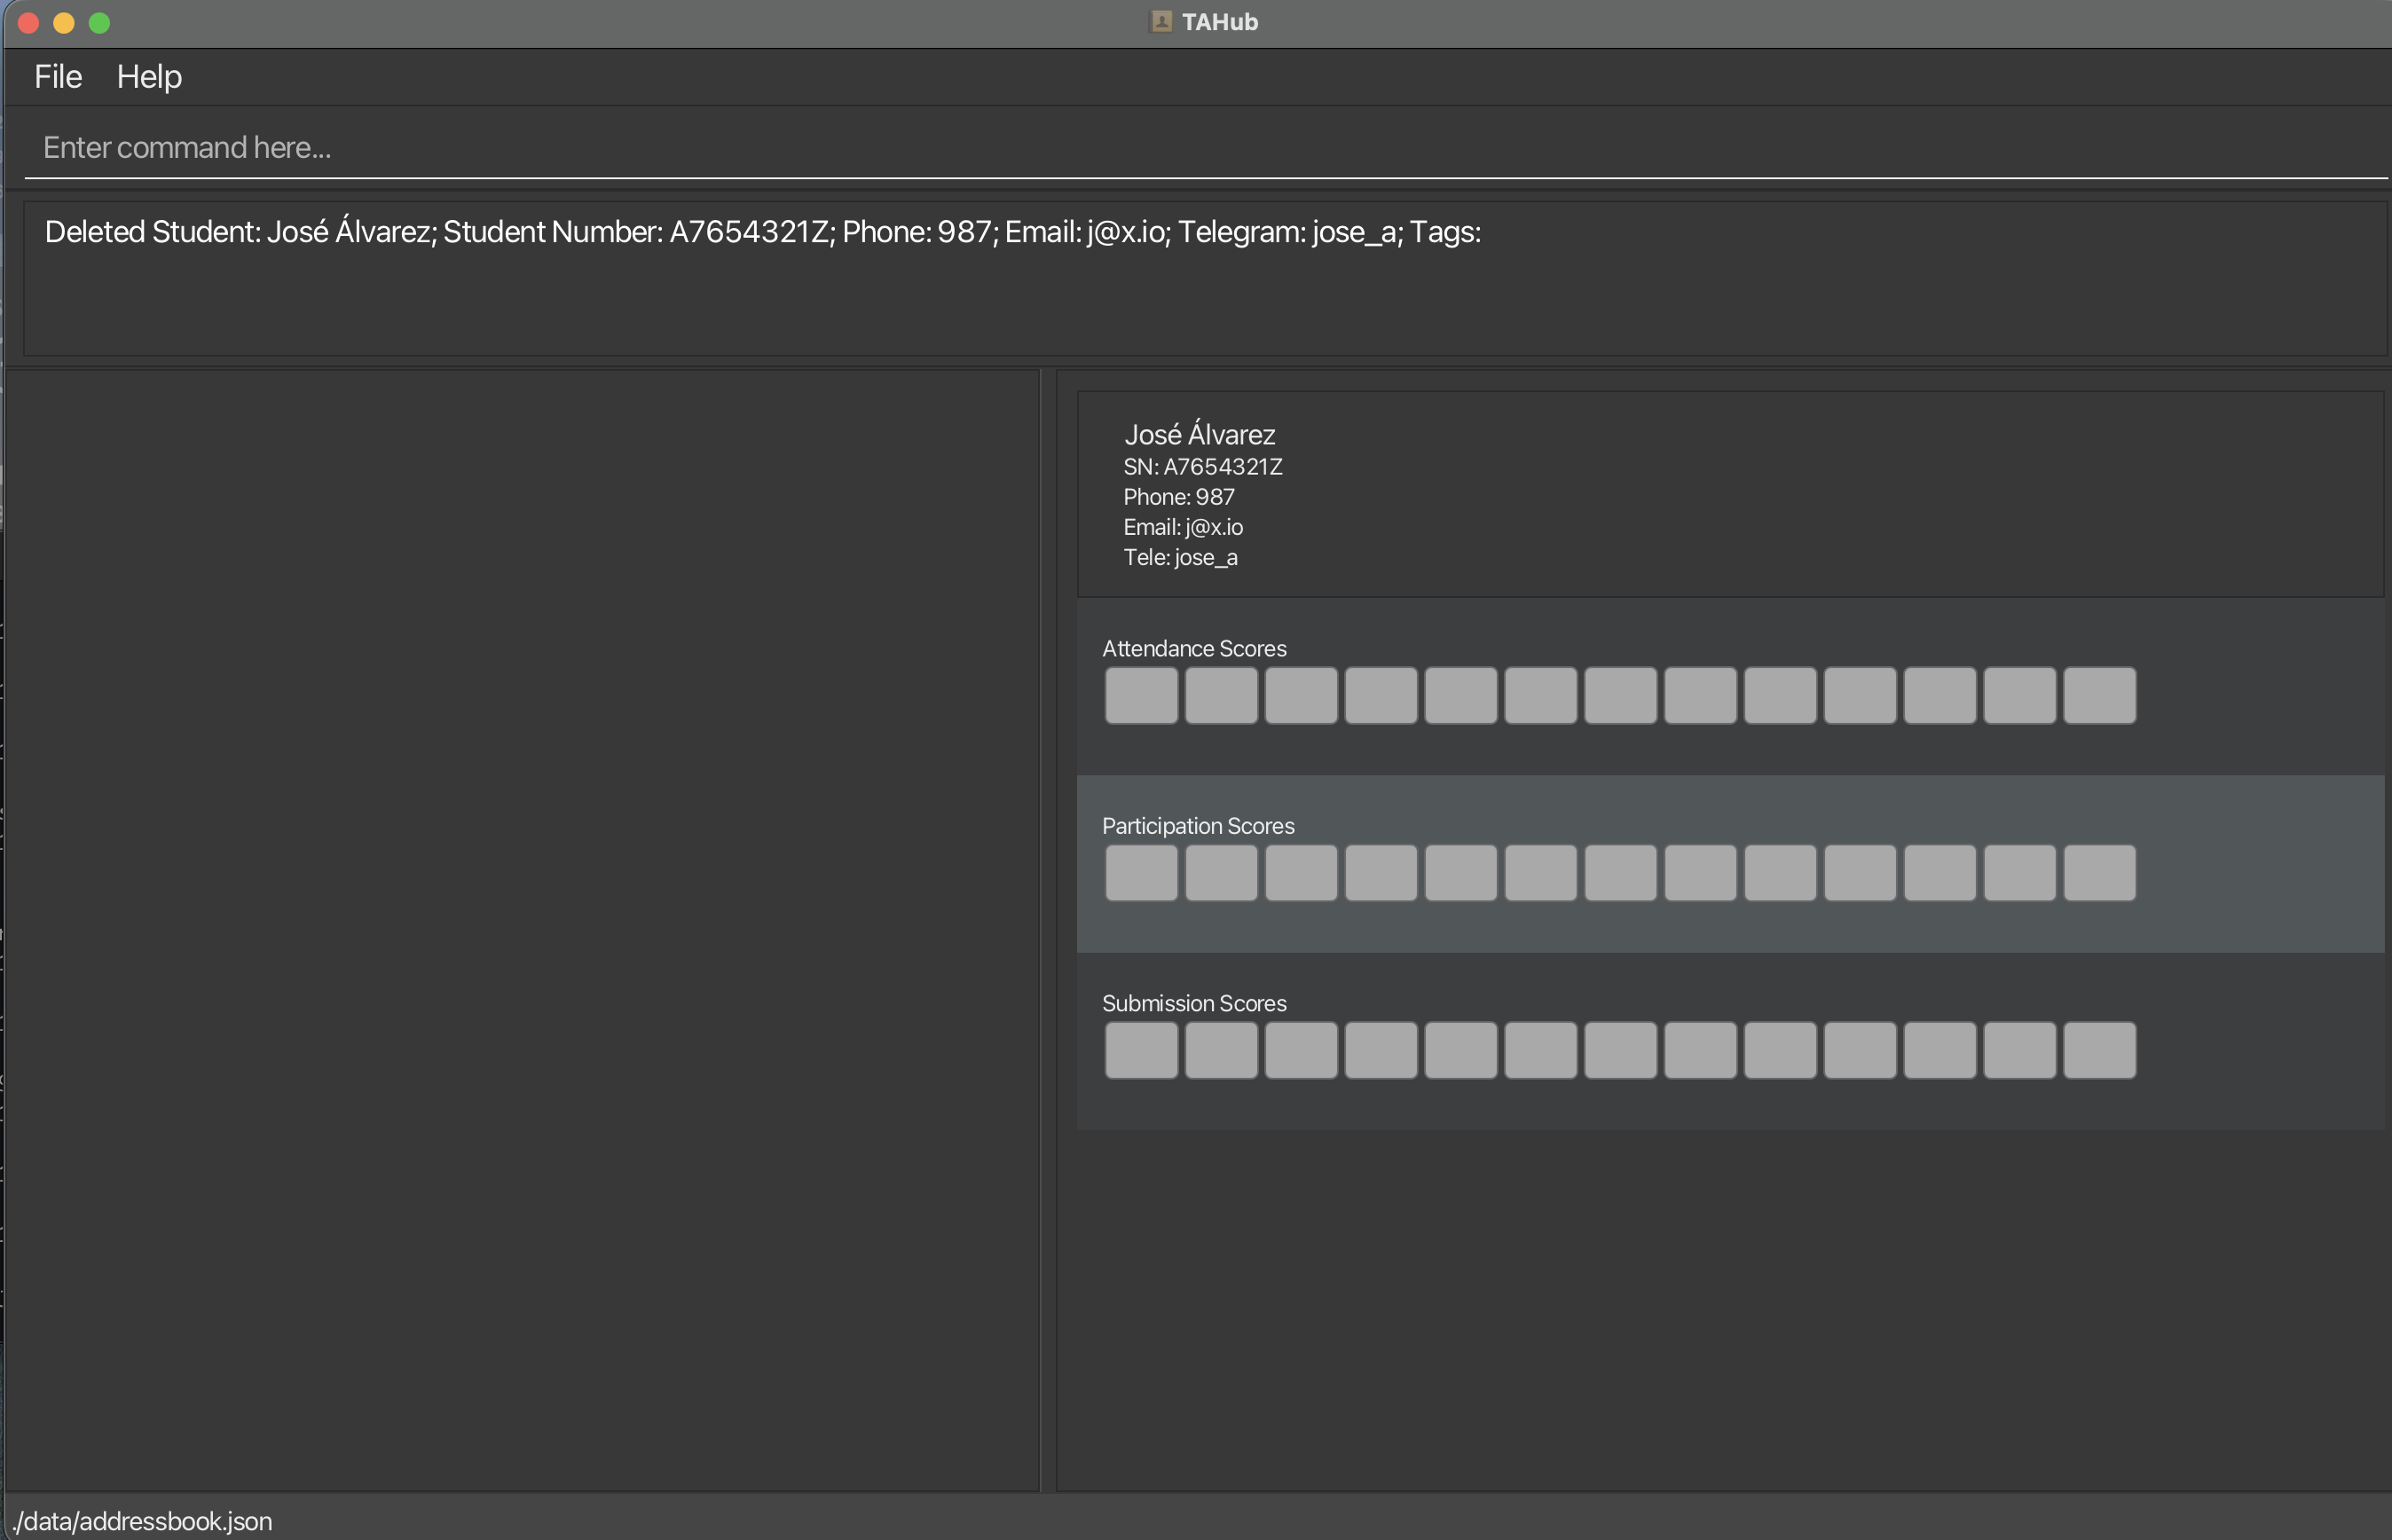 TAHub
File Help
Enter command here...
Deleted Student: José Álvarez; Student Number: A7654321Z; Phone: 987; Email: j@x.io; Telegram: jose_a; Tags:
José Álvarez
SN: A7654321Z
Phone: 987
Email: j@x.io
Tele: jose_a
Attendance Scores
Participation Scores
Submission Scores
./data/addressbook.json